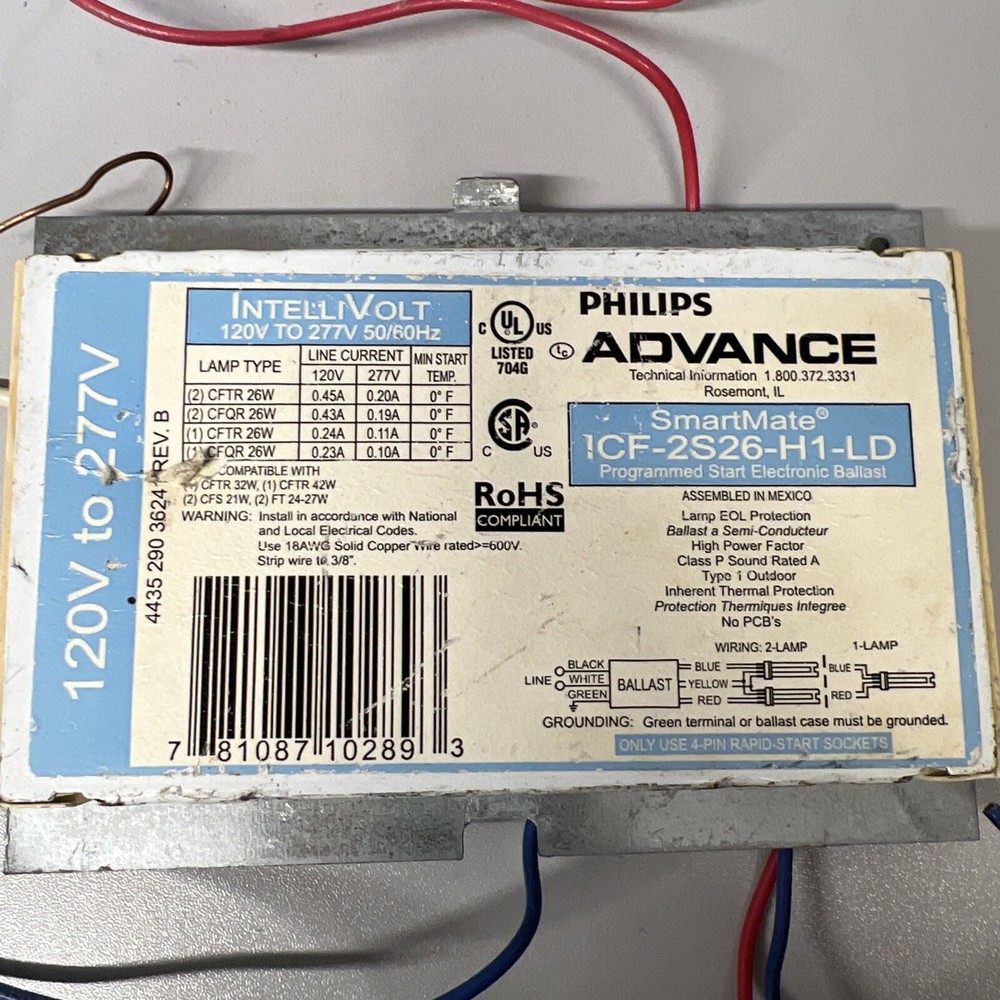 120V to 277V
4435 290 3624 REV. B
INTELLIVOLT
120V TO 277V 50/60Hz
LAMP TYPE LINE CURRENT MIN START TEMP.
120V 277V
(2) CFTR 26W 0.45A 0.20A 0° F
(2) CFQR 26W 0.43A 0.19A 0° F
(1) CFTR 26W 0.24A 0.11A 0° F
(1) CFQR 26W 0.23A 0.10A 0° F
COMPATIBLE WITH
CFTR 32W, (1) CFTR 42W
(2) CFS 21W, (2) FT 24-27W
WARNING: Install in accordance with National
and Local Electrical Codes.
Use 18AWG Solid Copper Wire rated>=600V.
Strip wire to 3/8".
7 81087 10289 3
C UL US
LISTED
704G
CSA
C US
RoHS
COMPLIANT
PHILIPS
ADVANCE
Technical Information 1.800.372.3331
Rosemont, IL
SmartMate®
ICF-2S26-H1-LD
Programmed Start Electronic Ballast
ASSEMBLED IN MEXICO
Lamp EOL Protection
Ballast a Semi-Conducteur
High Power Factor
Class P Sound Rated A
Type 1 Outdoor
Inherent Thermal Protection
Protection Thermiques Integree
No PCB's
WIRING: 2-LAMP 1-LAMP
LINE BLACK WHITE GREEN
BALLAST
BLUE YELLOW RED
BLUE RED
GROUNDING: Green terminal or ballast case must be grounded.
ONLY USE 4-PIN RAPID-START SOCKETS